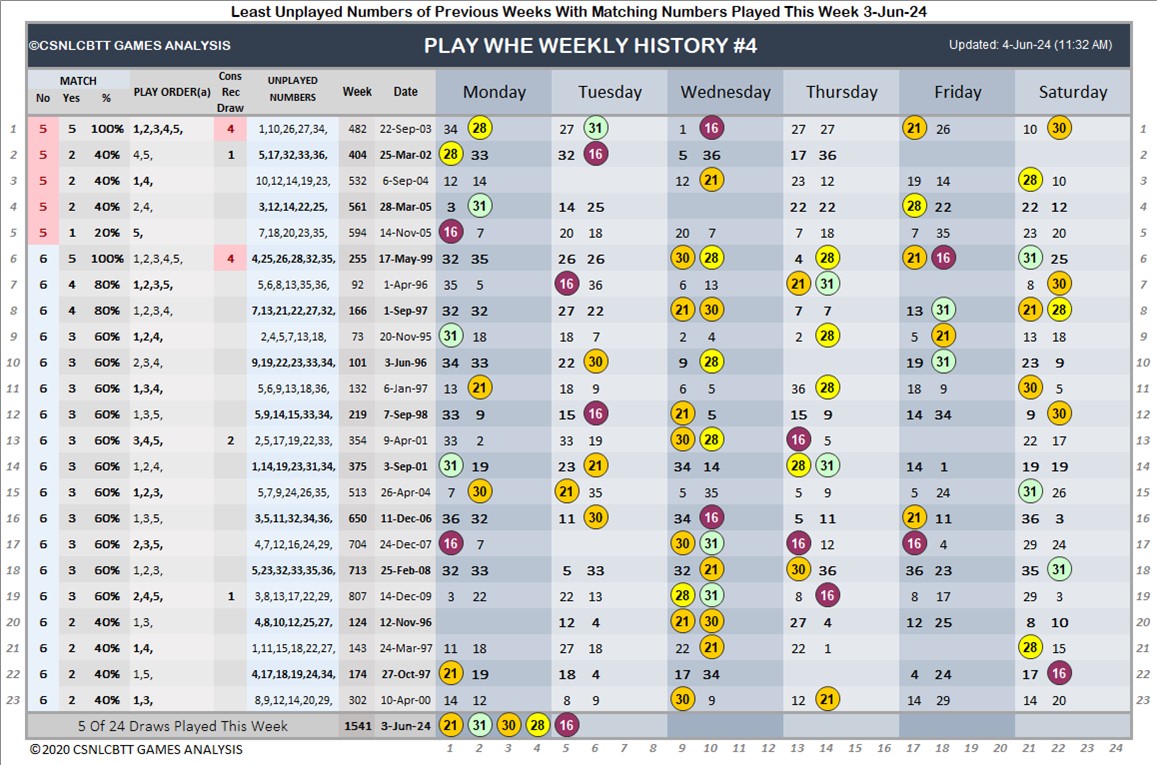 Least Unplayed Numbers of Previous Weeks With Matching Numbers Played This Week 3-Jun-24
©CSNLCBTT GAMES ANALYSIS PLAY WHE WEEKLY HISTORY #4 Updated: 4-Jun-24 (11:32 AM)
MATCH No Yes % PLAY ORDER(a) Cons Rec Draw UNPLAYED NUMBERS Week Date Monday Tuesday Wednesday Thursday Friday Saturday
1 5 5 100% 1,2,3,4,5, 4 1,10,26,27,34, 482 22-Sep-03 34 28 27 31 1 16 27 27 21 26 10 30 1
2 5 2 40% 4,5, 1 5,17,32,33,36, 404 25-Mar-02 28 33 32 16 5 36 17 36 2
3 5 2 40% 1,4, 10,12,14,19,23, 532 6-Sep-04 12 14 12 21 23 12 19 14 28 10 3
4 5 2 40% 2,4, 3,12,14,22,25, 561 28-Mar-05 3 31 14 25 22 22 28 22 22 12 4
5 5 1 20% 5, 7,18,20,23,35, 594 14-Nov-05 16 7 20 18 20 7 7 18 7 35 23 20 5
6 6 5 100% 1,2,3,4,5, 4 4,25,26,28,32,35, 255 17-May-99 32 35 26 26 30 28 4 28 21 16 31 25 6
7 6 4 80% 1,2,3,5, 5,6,8,13,35,36, 92 1-Apr-96 35 5 16 36 6 13 21 31 8 30 7
8 6 4 80% 1,2,3,4, 7,13,21,22,27,32, 166 1-Sep-97 32 32 27 22 21 30 7 7 13 31 21 28 8
9 6 3 60% 1,2,4, 2,4,5,7,13,18, 73 20-Nov-95 31 18 18 7 2 4 2 28 5 21 13 18 9
10 6 3 60% 2,3,4, 9,19,22,23,33,34, 101 3-Jun-96 34 33 22 30 9 28 19 31 23 9 10
11 6 3 60% 1,3,4, 5,6,9,13,18,36, 132 6-Jan-97 13 21 18 9 6 5 36 28 18 9 30 5 11
12 6 3 60% 1,3,5, 5,9,14,15,33,34, 219 7-Sep-98 33 9 15 16 21 5 15 9 14 34 9 30 12
13 6 3 60% 3,4,5, 2 2,5,17,19,22,33, 354 9-Apr-01 33 2 33 19 30 28 16 5 22 17 13
14 6 3 60% 1,2,4, 1,14,19,23,31,34, 375 3-Sep-01 31 19 23 21 34 14 28 31 14 1 19 19 14
15 6 3 60% 1,2,3, 5,7,9,24,26,35, 513 26-Apr-04 7 30 21 35 5 35 5 9 5 24 31 26 15
16 6 3 60% 1,3,5, 3,5,11,32,34,36, 650 11-Dec-06 36 32 11 30 34 16 5 11 21 11 36 3 16
17 6 3 60% 2,3,5, 4,7,12,16,24,29, 704 24-Dec-07 16 7 30 31 16 12 16 4 29 24 17
18 6 3 60% 1,2,3, 5,23,32,33,35,36, 713 25-Feb-08 32 33 5 33 32 21 30 36 36 23 35 31 18
19 6 3 60% 2,4,5, 1 3,8,13,17,22,29, 807 14-Dec-09 3 22 22 13 28 31 8 16 8 17 29 3 19
20 6 2 40% 1,3, 4,8,10,12,25,27, 124 12-Nov-96 12 4 21 30 27 4 12 25 8 10 20
21 6 2 40% 1,4, 1,11,15,18,22,27, 143 24-Mar-97 11 18 27 18 22 21 22 1 28 15 21
22 6 2 40% 1,5, 4,17,18,19,24,34, 174 27-Oct-97 21 19 18 4 17 34 4 24 17 16 22
23 6 2 40% 1,3, 8,9,12,14,20,29, 302 10-Apr-00 14 12 8 9 30 9 12 21 14 29 14 20 23
5 Of 24 Draws Played This Week 1541 3-Jun-24 21 31 30 28 16
©2020 CSNLCBTT GAMES ANALYSIS 1 2 3 4 5 6 7 8 9 10 11 12 13 14 15 16 17 18 19 20 21 22 23 24